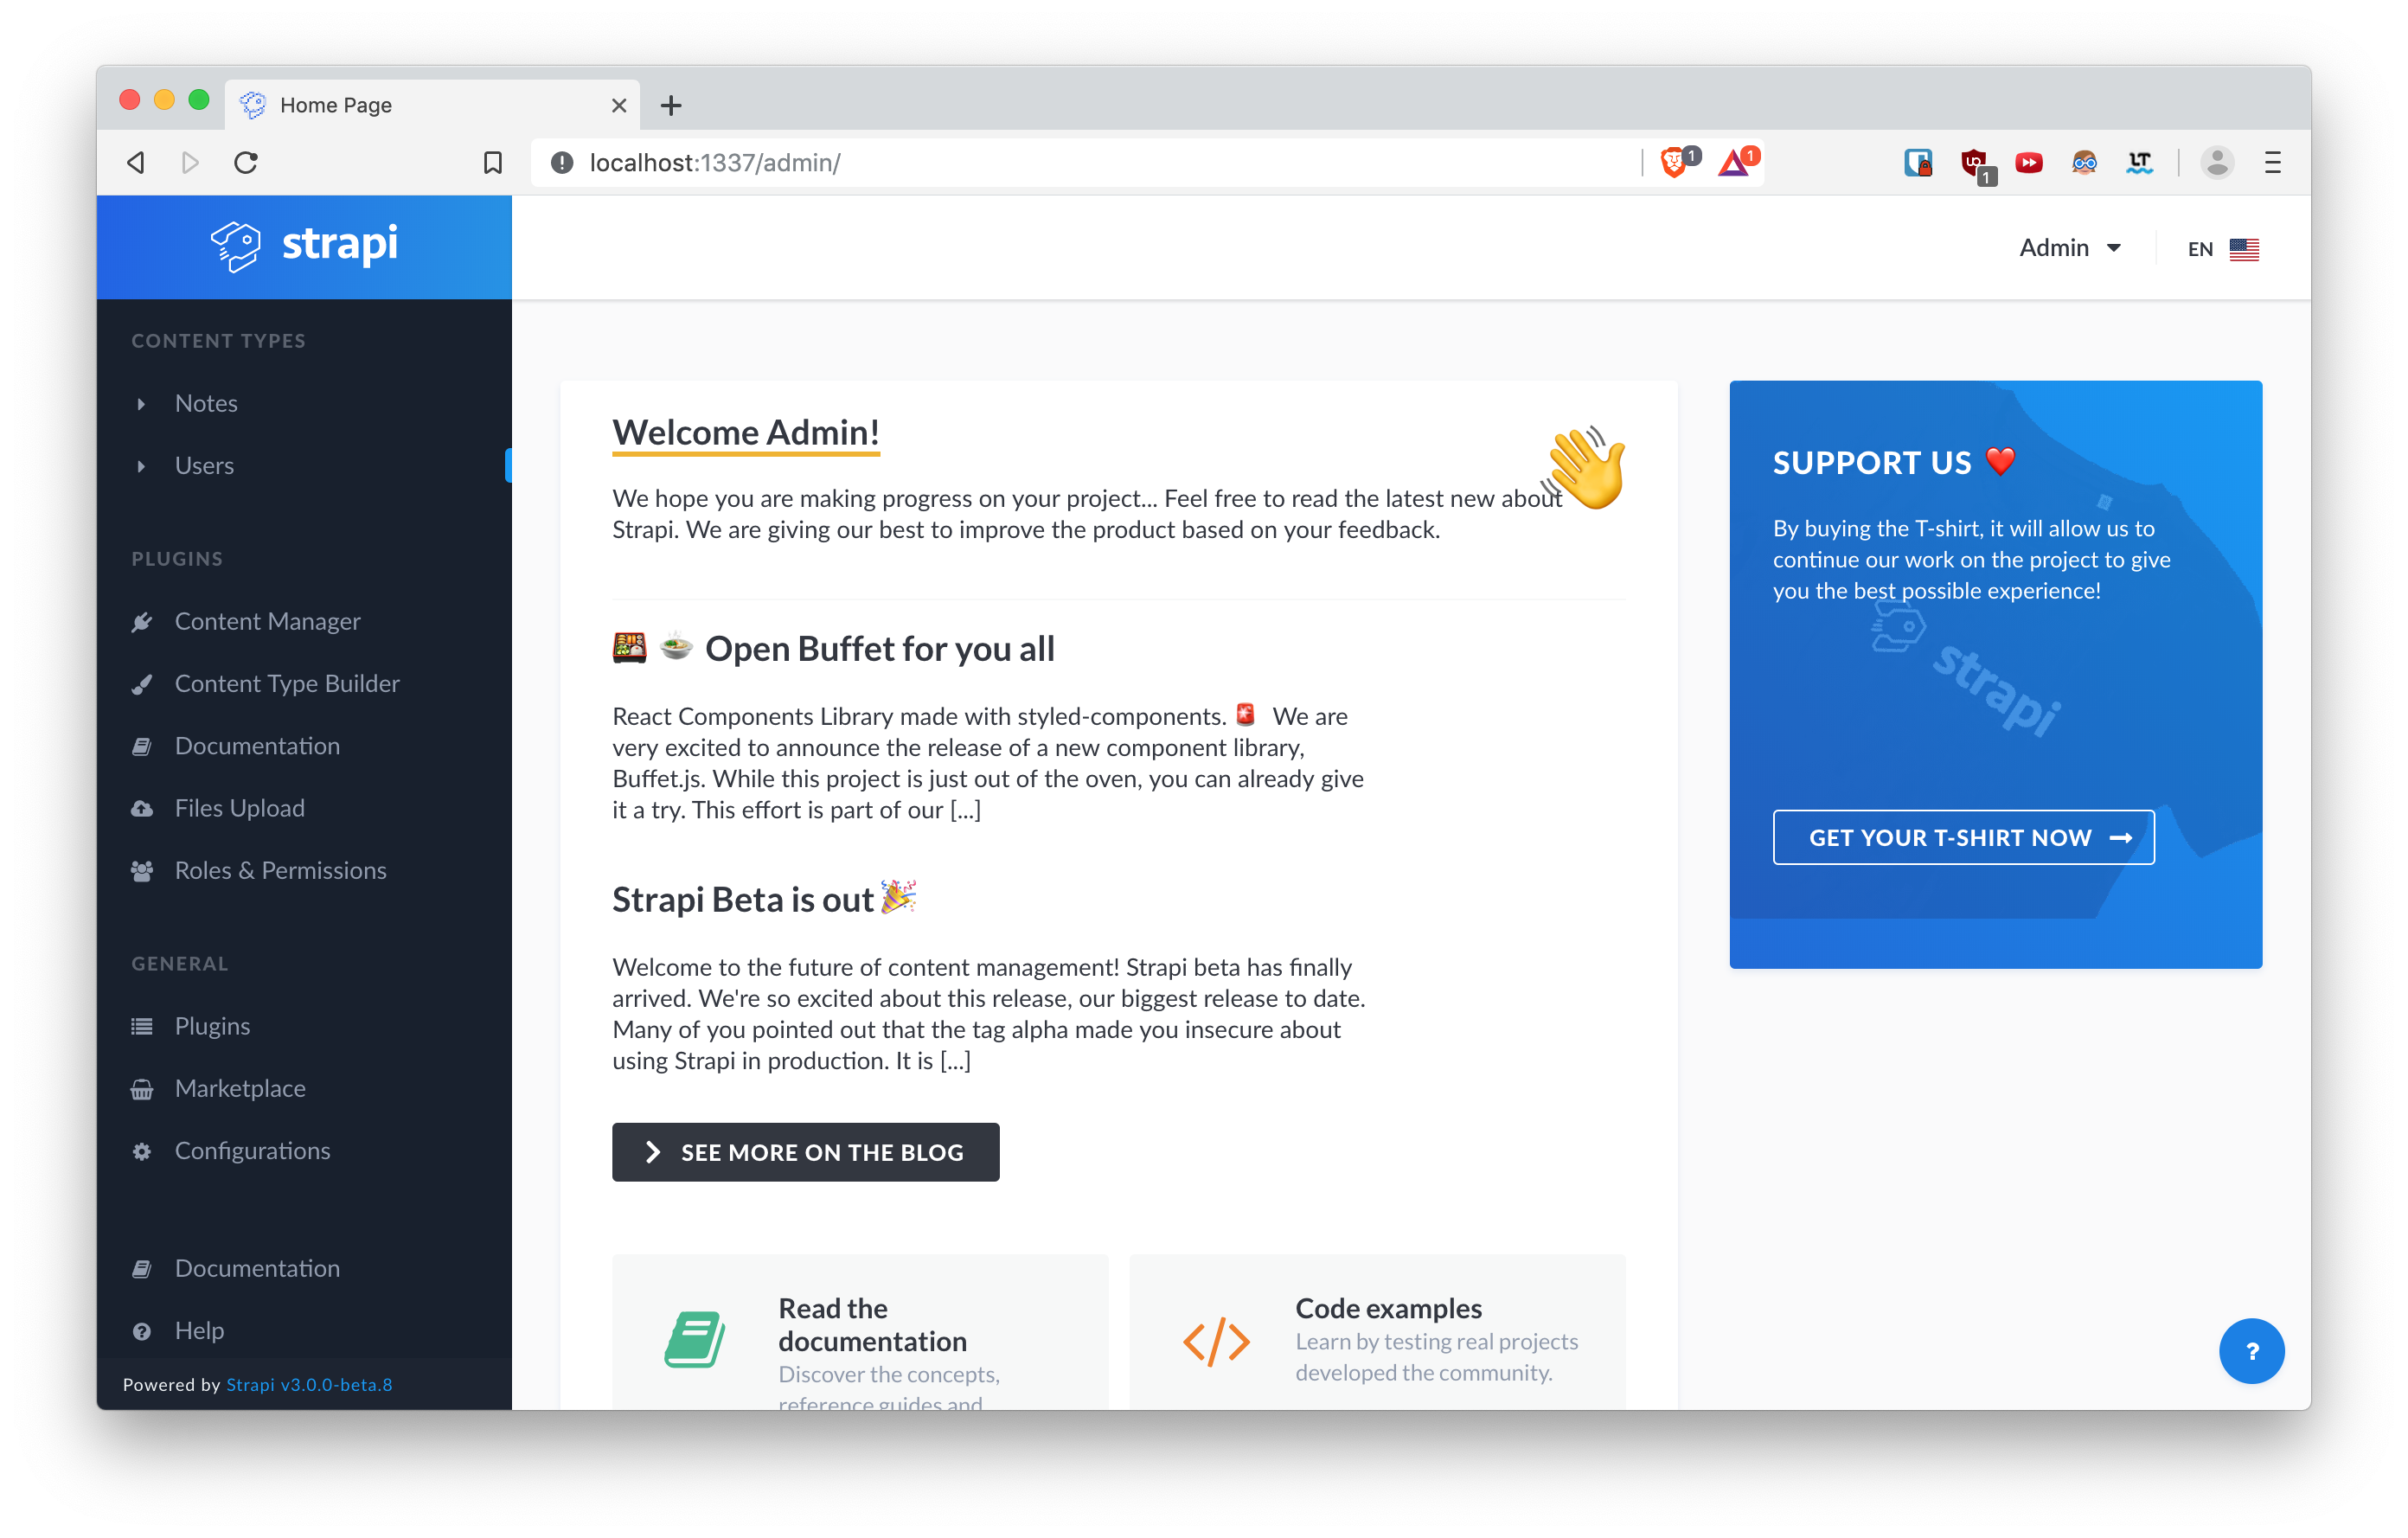 Home Page
localhost:1337/admin/
1
1
1
strapi
Admin
EN
CONTENT TYPES
Notes
Users
PLUGINS
Content Manager
Content Type Builder
Documentation
Files Upload
Roles & Permissions
GENERAL
Plugins
Marketplace
Configurations
Documentation
Help
Powered by Strapi v3.0.0-beta.8
Welcome Admin!
We hope you are making progress on your project... Feel free to read the latest new about
Strapi. We are giving our best to improve the product based on your feedback.
Open Buffet for you all
React Components Library made with styled-components. 🚨 We are
very excited to announce the release of a new component library,
Buffet.js. While this project is just out of the oven, you can already give
it a try. This effort is part of our [...]
Strapi Beta is out
Welcome to the future of content management! Strapi beta has finally
arrived. We're so excited about this release, our biggest release to date.
Many of you pointed out that the tag alpha made you insecure about
using Strapi in production. It is [...]
SEE MORE ON THE BLOG
Read the
documentation
Discover the concepts,
reference guides and
Code examples
Learn by testing real projects
developed the community.
SUPPORT US
By buying the T-shirt, it will allow us to
continue our work on the project to give
you the best possible experience!
strapi
GET YOUR T-SHIRT NOW
?